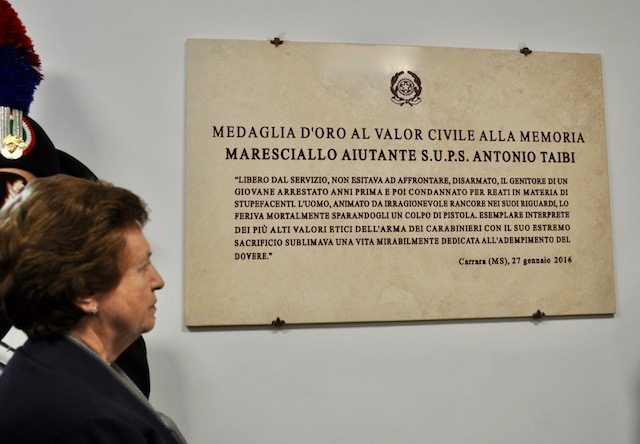 MEDAGLIA D'ORO AL VALOR CIVILE ALLA MEMORIA
MARESCIALLO AIUTANTE S.U.P.S. ANTONIO TAIBI
"LIBERO DAL SERVIZIO, NON ESITAVA AD AFFRONTARE, DISARMATO, IL GENITORE DI UN
GIOVANE ARRESTATO ANNI PRIMA E POI CONDANNATO PER REATI IN MATERIA DI
STUPEFACENTI. L'UOMO, ANIMATO DA IRRAGIONEVOLE RANCORE NEI SUOI RIGUARDI, LO
FERIVA MORTALMENTE SPARANDOGLI UN COLPO DI PISTOLA. ESEMPLARE INTERPRETE
DEI PIÙ ALTI VALORI ETICI DELL'ARMA DEI CARABINIERI CON IL SUO ESTREMO
SACRIFICIO SUBLIMAVA UNA VITA MIRABILMENTE DEDICATA ALL'ADEMPIMENTO DEL
DOVERE."
Carrara (MS), 27 gennaio 2016